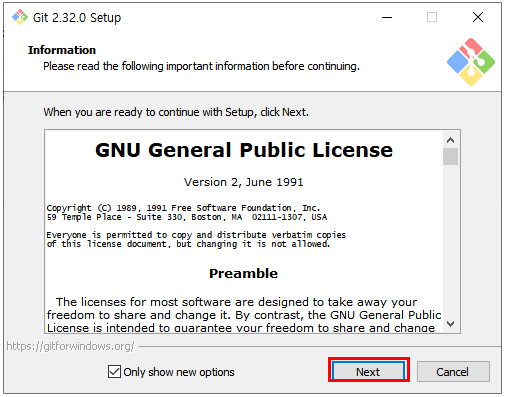 Git 2.32.0 Setup
Information
Please read the following important information before continuing.
When you are ready to continue with Setup, click Next.
GNU General Public License
Version 2, June 1991
Copyright (C) 1989, 1991 Free Software Foundation, Inc.
59 Temple Place - Suite 330, Boston, MA  02111-1307, USA
Everyone is permitted to copy and distribute verbatim copies
of this license document, but changing it is not allowed.
Preamble
The licenses for most software are designed to take away your
freedom to share and change it. By contrast, the GNU General Public
License is intended to guarantee your freedom to share and change
https://gitforwindows.org/
Only show new options
Next
Cancel